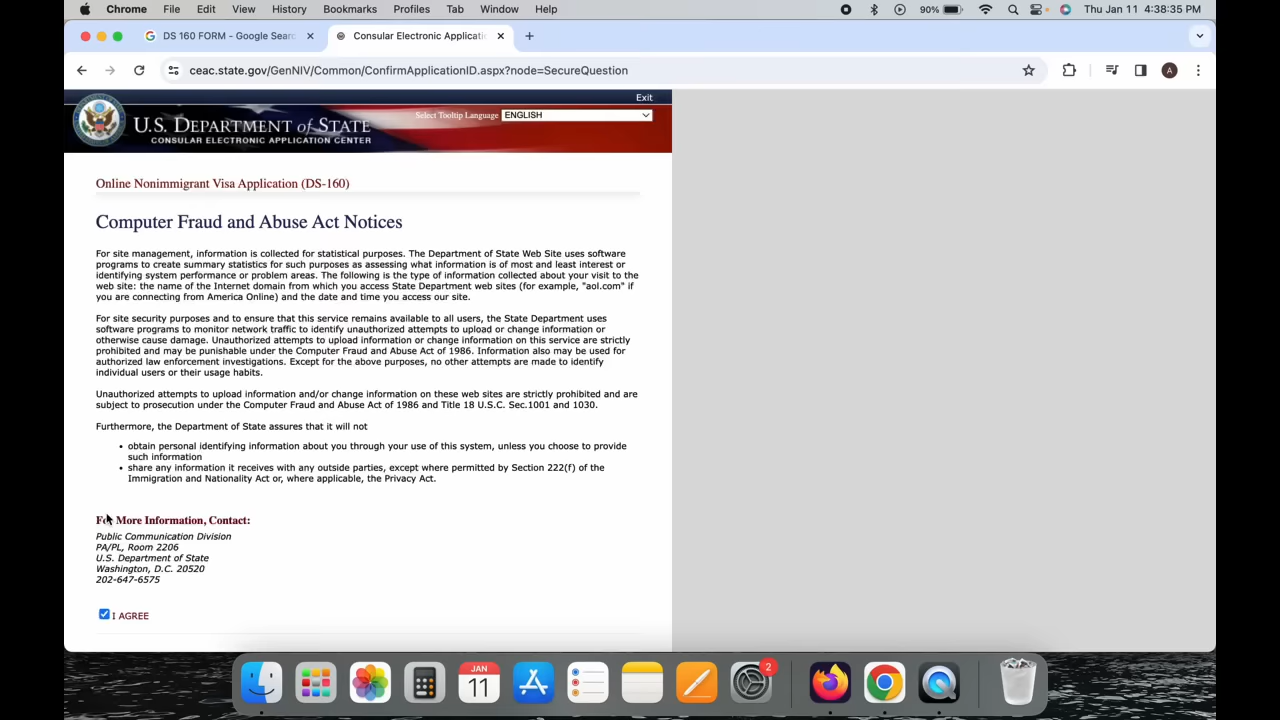 Chrome File Edit View History Bookmarks Profiles Tab Window Help 90% Thu Jan 11 4:38:35 PM
DS 160 FORM - Google Sear Consular Electronic Applicati
ceac.state.gov/GenNIV/Common/ConfirmApplicationID.aspx?node=SecureQuestion A
Exit
Select Tooltip Language ENGLISH
U.S. DEPARTMENT of STATE
CONSULAR ELECTRONIC APPLICATION CENTER
Online Nonimmigrant Visa Application (DS-160)
Computer Fraud and Abuse Act Notices
For site management, information is collected for statistical purposes. The Department of State Web Site uses software
programs to create summary statistics for such purposes as assessing what information is of most and least interest or
identifying system performance or problem areas. The following is the type of information collected about your visit to the
web site: the name of the Internet domain from which you access State Department web sites (for example, "aol.com" if
you are connecting from America Online) and the date and time you access our site.
For site security purposes and to ensure that this service remains available to all users, the State Department uses
software programs to monitor network traffic to identify unauthorized attempts to upload or change information or
otherwise cause damage. Unauthorized attempts to upload information or change information on this service are strictly
prohibited and may be punishable under the Computer Fraud and Abuse Act of 1986. Information also may be used for
authorized law enforcement investigations. Except for the above purposes, no other attempts are made to identify
individual users or their usage habits.
Unauthorized attempts to upload information and/or change information on these web sites are strictly prohibited and are
subject to prosecution under the Computer Fraud and Abuse Act of 1986 and Title 18 U.S.C. Sec.1001 and 1030.
Furthermore, the Department of State assures that it will not
• obtain personal identifying information about you through your use of this system, unless you choose to provide
such information
• share any information it receives with any outside parties, except where permitted by Section 222(f) of the
Immigration and Nationality Act or, where applicable, the Privacy Act.
For More Information, Contact:
Public Communication Division
PA/PL, Room 2206
U.S. Department of State
Washington, D.C. 20520
202-647-6575
I AGREE
JAN
11
2